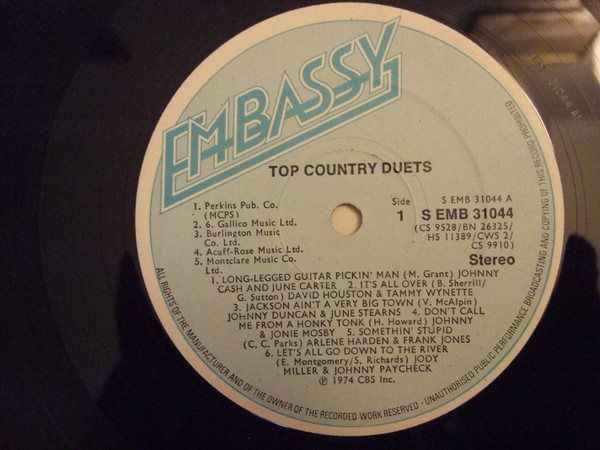 EMBASSY
TOP COUNTRY DUETS
1. Perkins Pub. Co.
(MCPS)
2. 6. Gallico Music Ltd.
3. Burlington Music
Co. Ltd.
4. Acuff-Rose Music Ltd.
5. Montclare Music Co.
Ltd.
Side
1
S EMB 31044 A
S EMB 31044
(CS 9528/BN 26325/
HS 11389/CWS 2/
CS 9910)
Stereo
1. LONG-LEGGED GUITAR PICKIN' MAN (M. Grant) JOHNNY
CASH AND JUNE CARTER 2. IT'S ALL OVER (B. Sherrill/
G. Sutton) DAVID HOUSTON & TAMMY WYNETTE
3. JACKSON AIN'T A VERY BIG TOWN (V. McAlpin)
JOHNNY DUNCAN & JUNE STEARNS 4. DON'T CALL
ME FROM A HONKY TONK (H. Howard) JOHNNY
& JONIE MOSBY 5. SOMETHIN' STUPID
(C. C. Parks) ARLENE HARDEN & FRANK JONES
6. LET'S ALL GO DOWN TO THE RIVER
(E. Montgomery/S. Richards) JODY
MILLER & JOHNNY PAYCHECK
℗ 1974 CBS Inc.
ALL RIGHTS OF THE MANUFACTURER AND OF THE OWNER OF THE RECORDED WORK RESERVED - UNAUTHORISED PUBLIC PERFORMANCE BROADCASTING AND COPYING OF THIS RECORD PROHIBITED